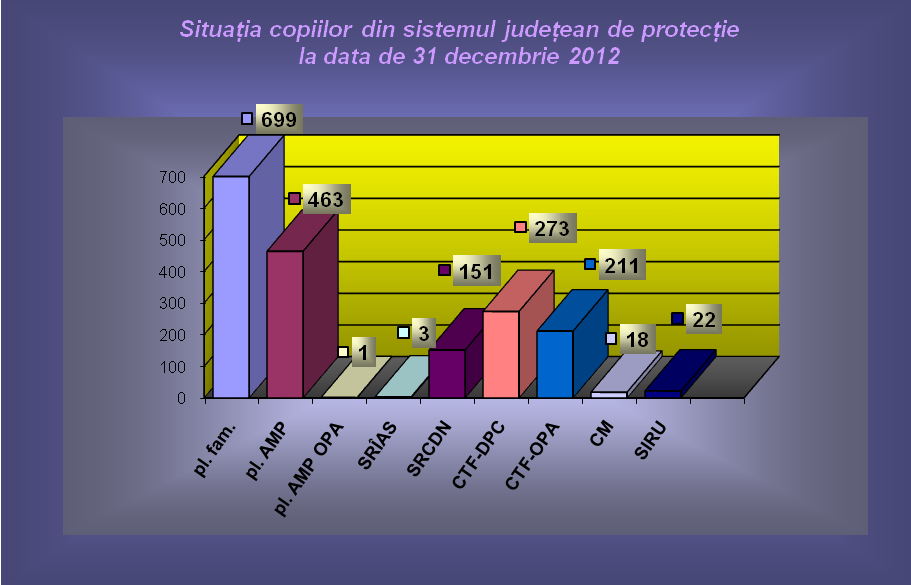 Situația copiilor din sistemul județean de protecție
la data de 31 decembrie 2012
699
463
1
3
151
273
211
18
22
700
600
500
400
300
200
100
0
pl. fam.
pl. AMP
pl. AMP OPA
SRÎAS
SRCDN
CTF-DPC
CTF-OPA
CM
SIRU